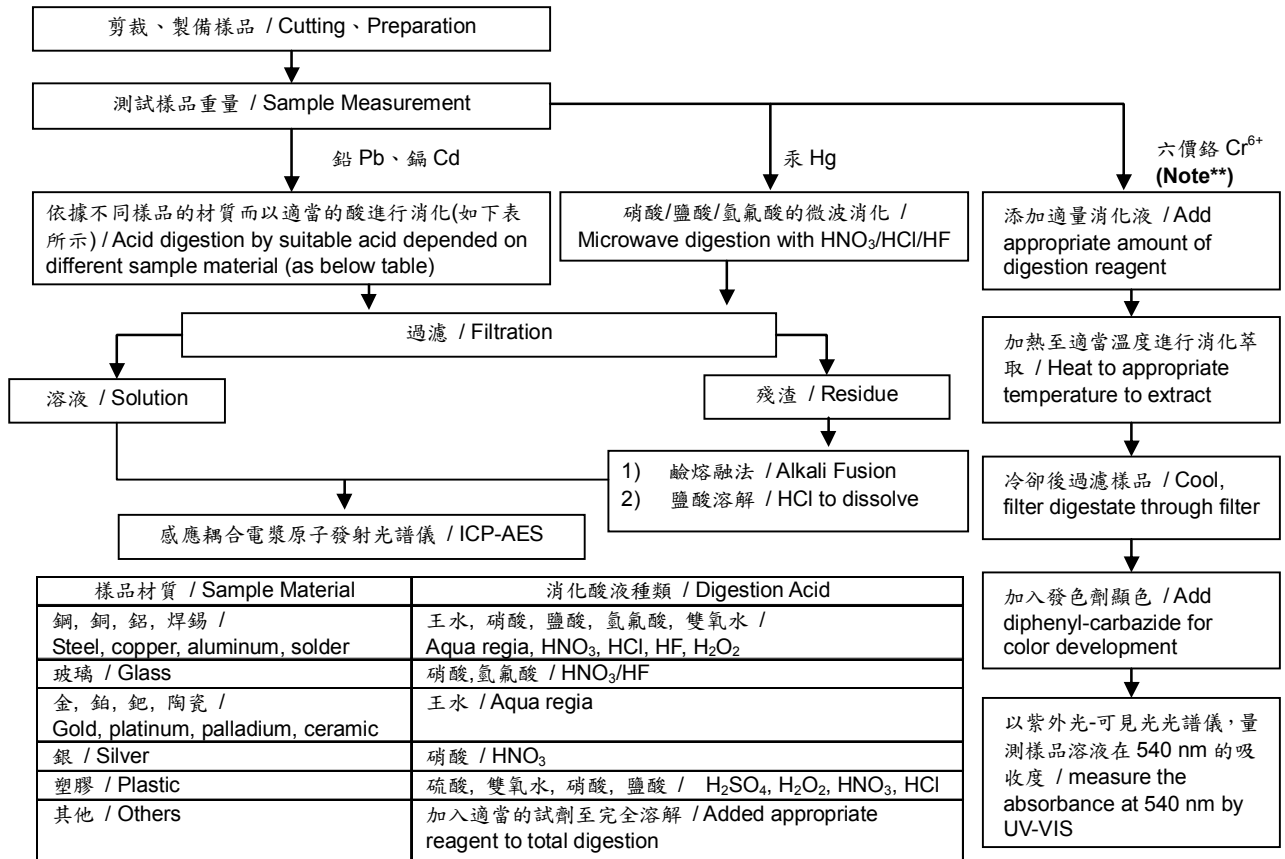 剪裁、製備樣品 / Cutting、Preparation
測試樣品重量 / Sample Measurement
鉛 Pb、鎘 Cd
汞 Hg
六價鉻 Cr⁶⁺
(Note**)
依據不同樣品的材質而以適當的酸進行消化(如下表
所示) / Acid digestion by suitable acid depended on
different sample material (as below table)
硝酸/鹽酸/氫氟酸的微波消化 /
Microwave digestion with HNO₃/HCl/HF
添加適量消化液 / Add
appropriate amount of
digestion reagent
過濾 / Filtration
加熱至適當溫度進行消化萃
取 / Heat to appropriate
temperature to extract
溶液 / Solution
殘渣 / Residue
1) 鹼熔融法 / Alkali Fusion
2) 鹽酸溶解 / HCl to dissolve
冷卻後過濾樣品 / Cool,
filter digestate through filter
感應耦合電漿原子發射光譜儀 / ICP-AES
加入發色劑顯色 / Add
diphenyl-carbazide for
color development
以紫外光-可見光光譜儀，量
測樣品溶液在 540 nm 的吸
收度 / measure the
absorbance at 540 nm by
UV-VIS
樣品材質 / Sample Material 消化酸液種類 / Digestion Acid
鋼, 銅, 鋁, 焊錫 / 王水, 硝酸, 鹽酸, 氫氟酸, 雙氧水 /
Steel, copper, aluminum, solder Aqua regia, HNO₃, HCl, HF, H₂O₂
玻璃 / Glass 硝酸,氫氟酸 / HNO₃/HF
金, 鉑, 鈀, 陶瓷 / 王水 / Aqua regia
Gold, platinum, palladium, ceramic
銀 / Silver 硝酸 / HNO₃
塑膠 / Plastic 硫酸, 雙氧水, 硝酸, 鹽酸 / H₂SO₄, H₂O₂, HNO₃, HCl
其他 / Others 加入適當的試劑至完全溶解 / Added appropriate
reagent to total digestion